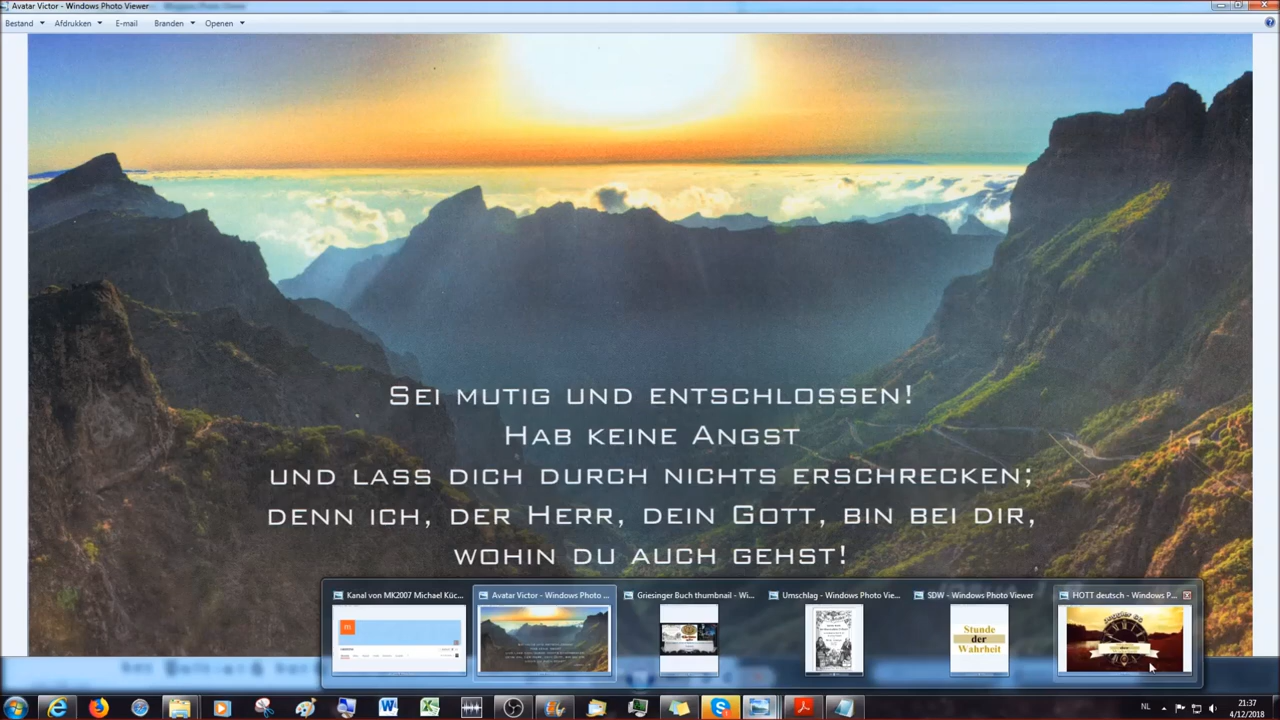 Avatar Victor - Windows Photo Viewer
Bestand Afdrukken E-mail Branden Openen
SEI MUTIG UND ENTSCHLOSSEN!
HAB KEINE ANGST
UND LASS DICH DURCH NICHTS ERSCHRECKEN;
DENN ICH, DER HERR, DEIN GOTT, BIN BEI DIR,
WOHIN DU AUCH GEHST!
Kanal von MK2007 Michael Küc... Avatar Victor - Windows Photo ... Griesinger Buch thumbnail - Wi... Umschlag - Windows Photo Vie... SDW - Windows Photo Viewer HOTT deutsch - Windows P...
m
Stunde
der
Wahrheit
NL
21:37
4/12/2018